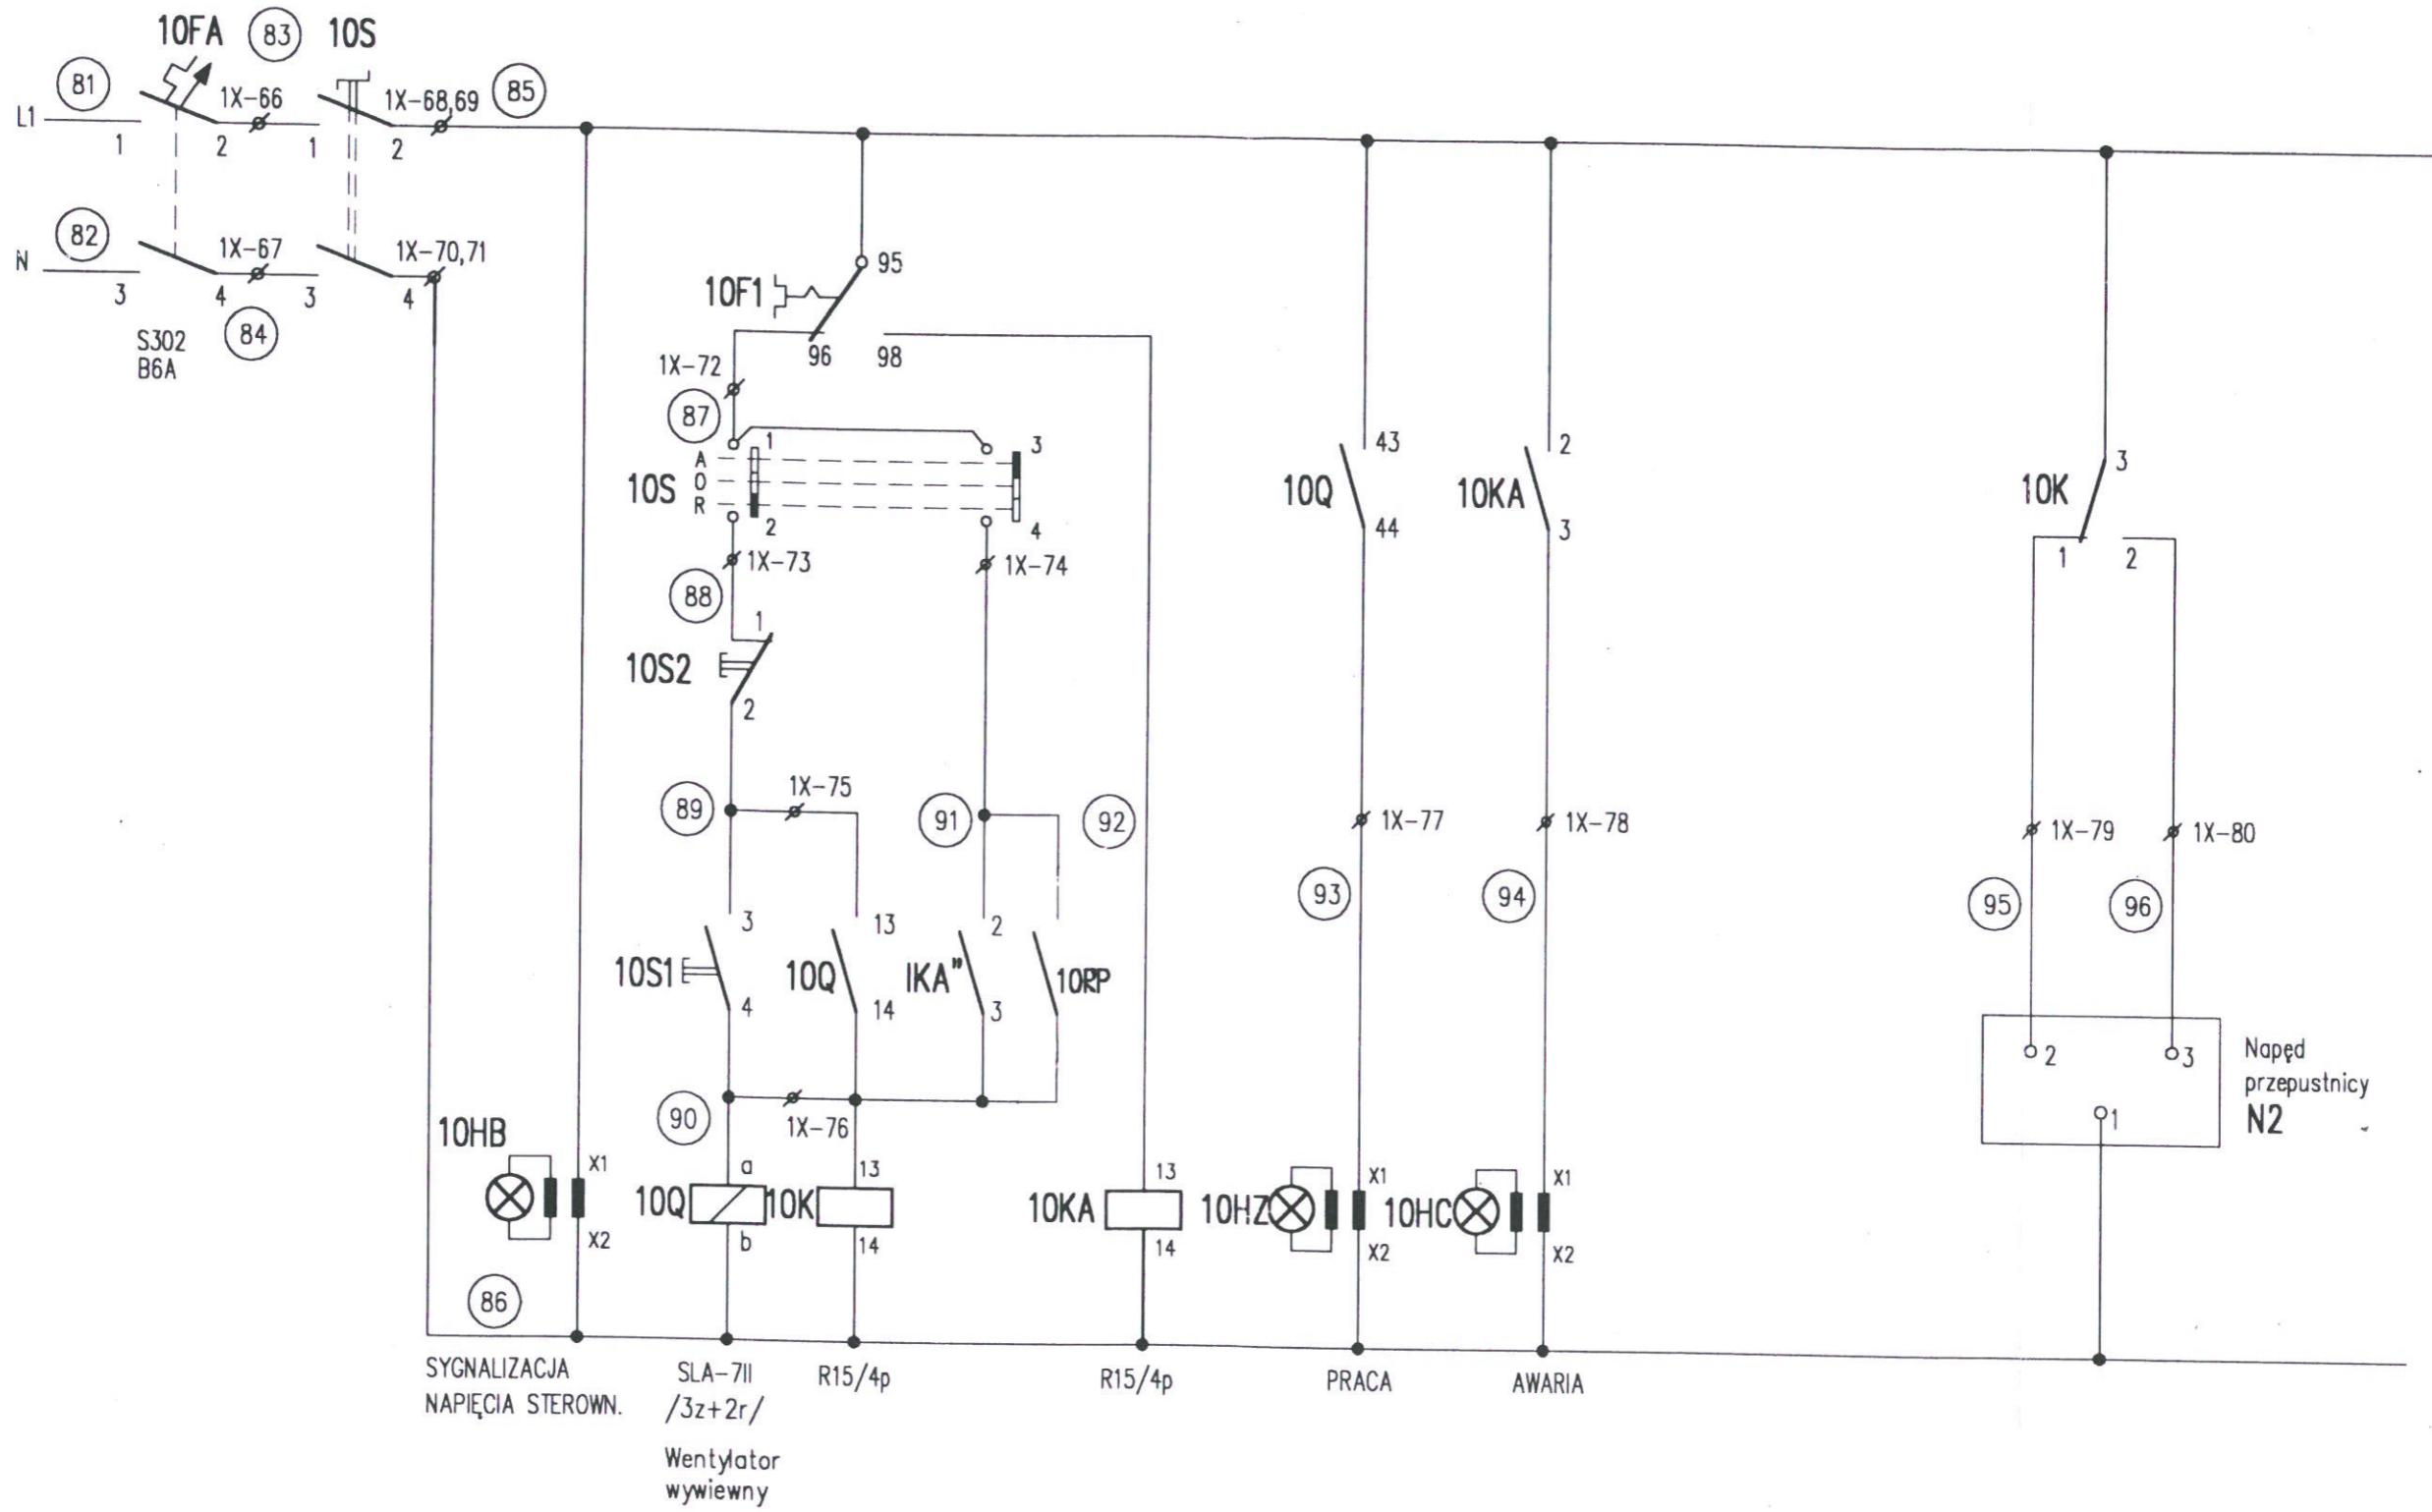 10FA 83 10S
81 1X-66 1X-68,69 85
L1
1 2 1 2
82 1X-67 1X-70,71
N
3 4 3 4
S302 84
B6A
95
10F1
96 98
1X-72
87
1 3
A
10S O
R
2 4
1X-73 1X-74
88
1
10S2
2
43 2
10Q 10KA
44 3
3
10K
1 2
1X-75
89 91 92
1X-77 1X-78 1X-79 1X-80
93 94 95 96
3 13 2
10S1 10Q IKA" 10RP
4 14 3
90 1X-76
2 3 Napęd
przepustnicy
1 N2
10HB
X1 a 13 13 X1 X1
10Q 10K 10KA 10HZ 10HC
X2 b 14 14 X2 X2
86
SYGNALIZACJA
NAPIĘCIA STEROWN.
SLA-7II
/3z+2r/
Wentylator
wywiewny
R15/4p
R15/4p
PRACA
AWARIA